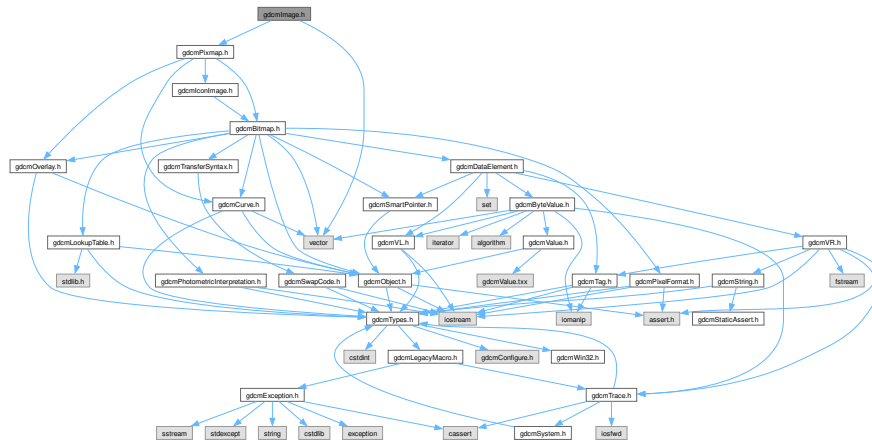 gdcmImage.h
gdcmPixmap.h
gdcmIconImage.h
gdcmBitmap.h
gdcmOverlay.h
gdcmTransferSyntax.h
gdcmDataElement.h
gdcmCurve.h
gdcmSmartPointer.h
set
gdcmByteValue.h
gdcmLookupTable.h
vector
gdcmVL.h
iterator
algorithm
gdcmValue.h
gdcmVR.h
stdlib.h
gdcmPhotometricInterpretation.h
gdcmSwapCode.h
gdcmObject.h
gdcmValue.txx
gdcmTag.h
gdcmPixelFormat.h
gdcmString.h
fstream
gdcmTypes.h
iostream
iomanip
assert.h
gdcmStaticAssert.h
cstdint
gdcmLegacyMacro.h
gdcmConfigure.h
gdcmWin32.h
gdcmException.h
gdcmTrace.h
sstream
stdexcept
string
cstdlib
exception
cassert
gdcmSystem.h
iosfwd